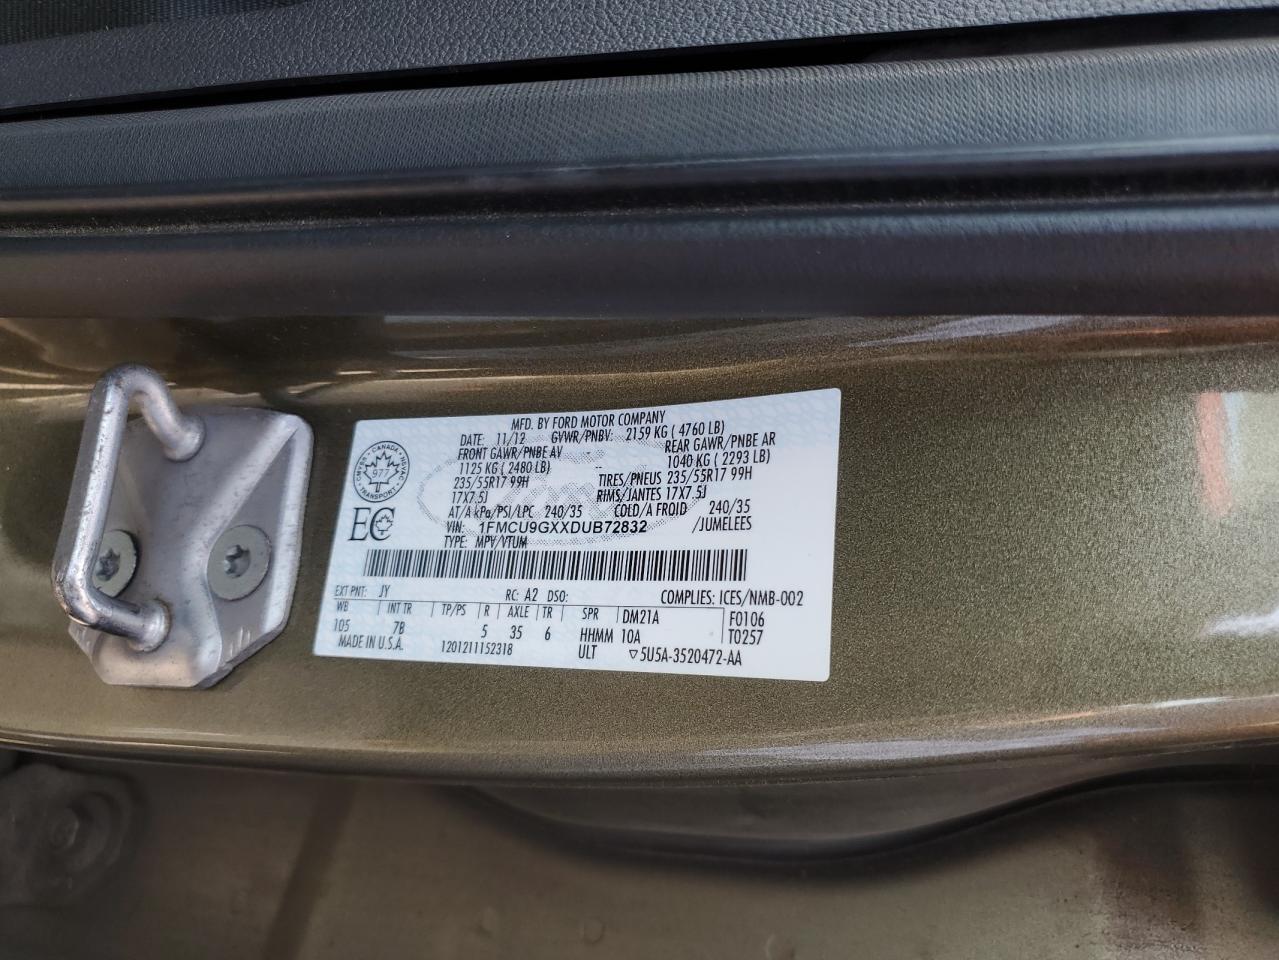 MFD. BY FORD MOTOR COMPANY
DATE: 11/12 GVWR/PNBV: 2159 KG ( 4760 LB)
FRONT GAWR/PNBE AV - REAR GAWR/PNBE AR
1125 KG ( 2480 LB) -- 1040 KG ( 2293 LB)
235/55R17 99H TIRES/PNEUS 235/55R17 99H
17X7.5J RIMS/JANTES 17X7.5J
AT/A kPa/PSI/LPC 240/35 COLD/A FROID 240/35
VIN: 1FMCU9GXXDUB72832 /JUMELEES
TYPE: MPV/VTUM
CANADA
977
TRANSPORT
EC
Ford
EXT PNT: JY RC: A2 DSO: COMPLIES: ICES/NMB-002
WB INT TR TP/PS R AXLE TR SPR DM21A F0106
105 7B 5 35 6 HHMM 10A T0257
MADE IN U.S.A. 1201211152318 ULT ▽5U5A-3520472-AA